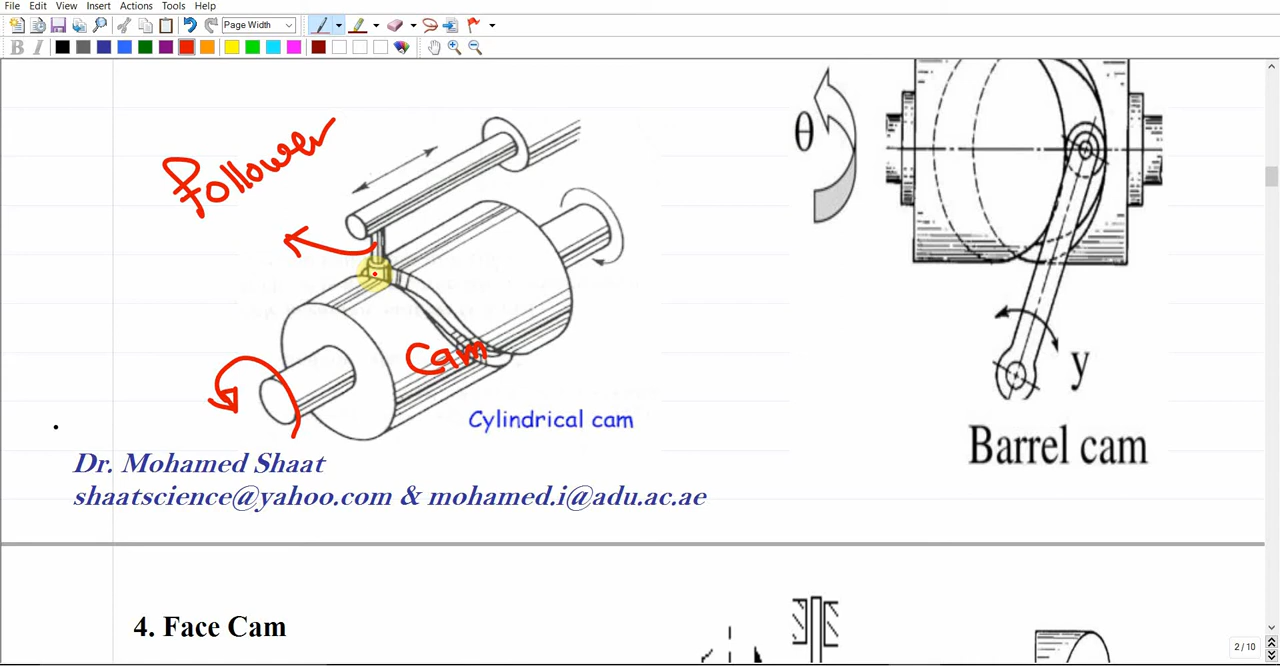 File Edit View Insert Actions Tools Help
Page Width
B I
follower
θ
Cam
y
Cylindrical cam
Barrel cam
Dr. Mohamed Shaat
shaatscience@yahoo.com & mohamed.i@adu.ac.ae
4. Face Cam
2 / 10